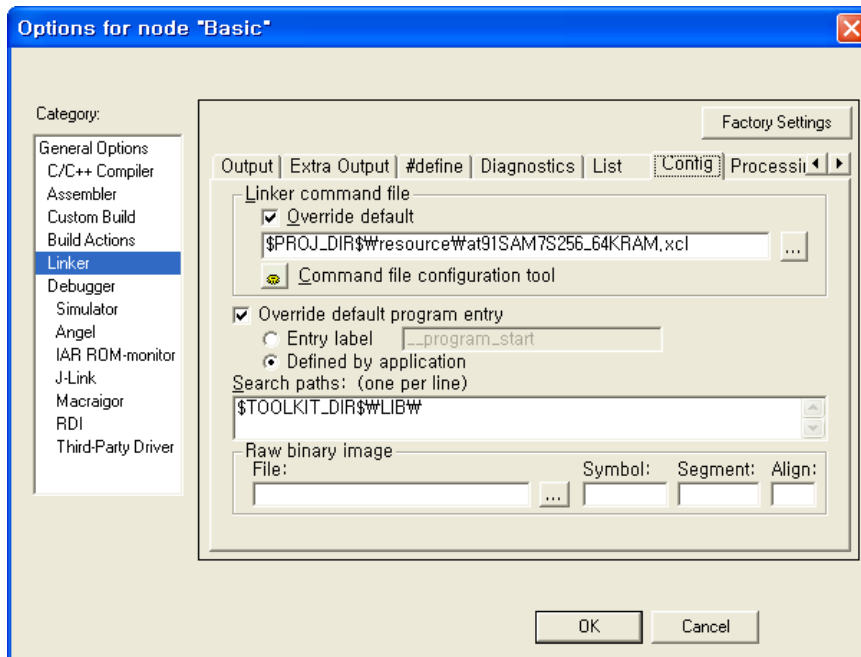 Options for node "Basic"
Category:
General Options
C/C++ Compiler
Assembler
Custom Build
Build Actions
Linker
Debugger
Simulator
Angel
IAR ROM-monitor
J-Link
Macraigor
RDI
Third-Party Driver
Factory Settings
Output Extra Output #define Diagnostics List Config Processin
Linker command file
Override default
$PROJ_DIR$₩resource₩at91SAM7S256_64KRAM.xcl
...
Command file configuration tool
Override default program entry
Entry label __program_start
Defined by application
Search paths: (one per line)
$TOOLKIT_DIR$₩LIB₩
Raw binary image
File: Symbol: Segment: Align:
...
OK Cancel